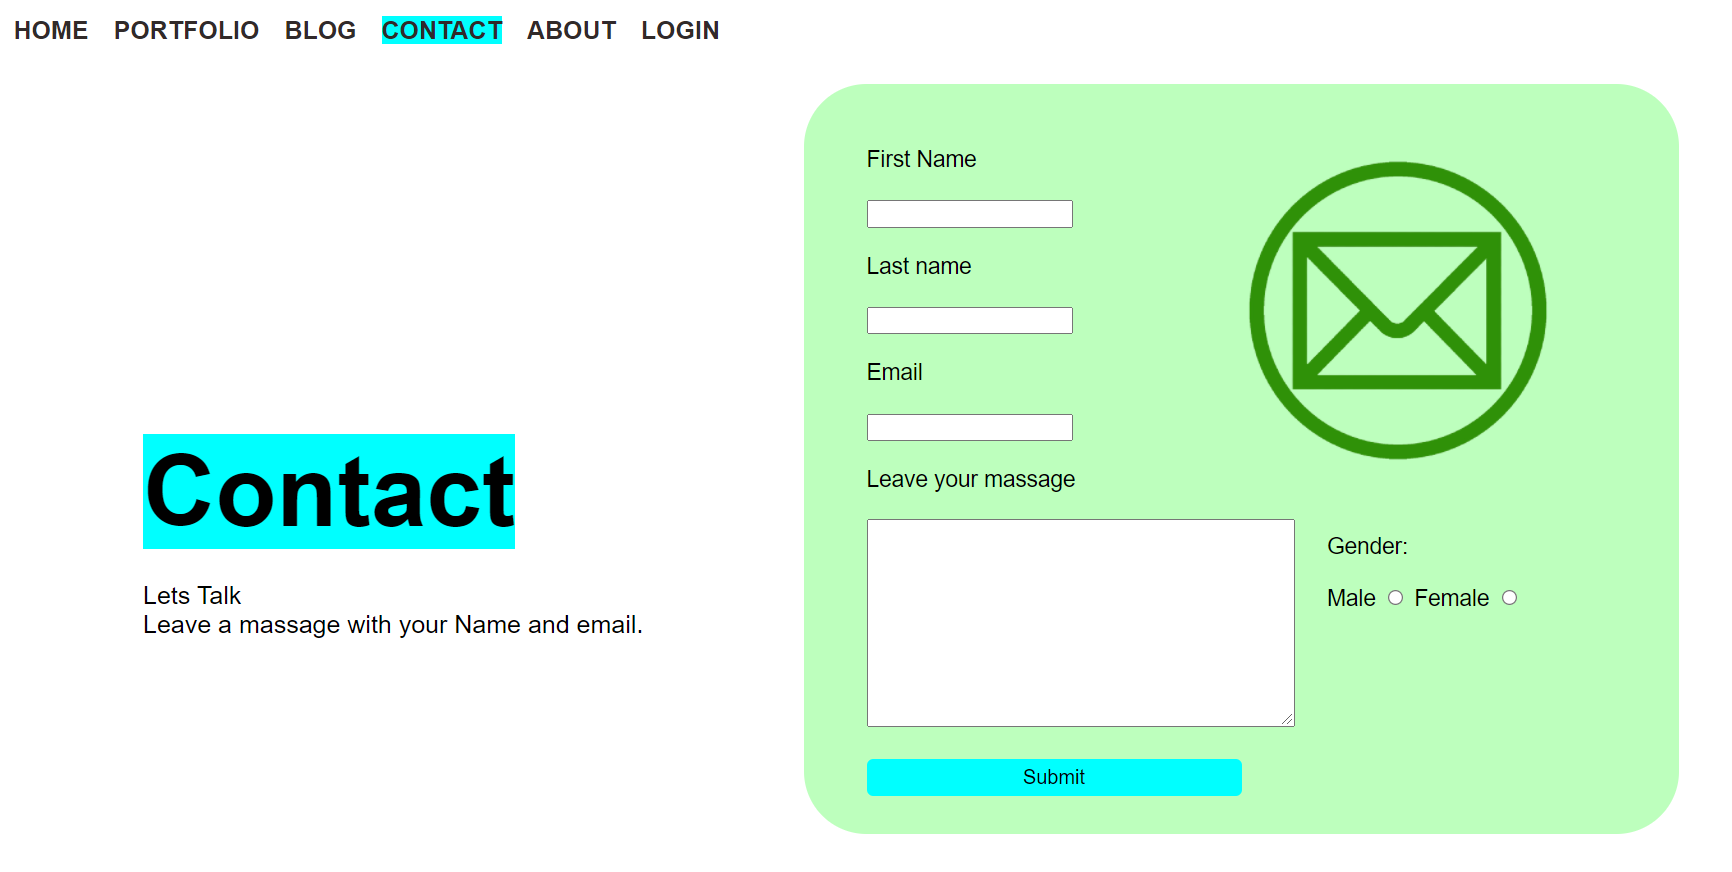 HOME PORTFOLIO BLOG CONTACT ABOUT LOGIN
Contact
Lets Talk
Leave a massage with your Name and email.
First Name
Last name
Email
Leave your massage
Gender:
Male Female
Submit